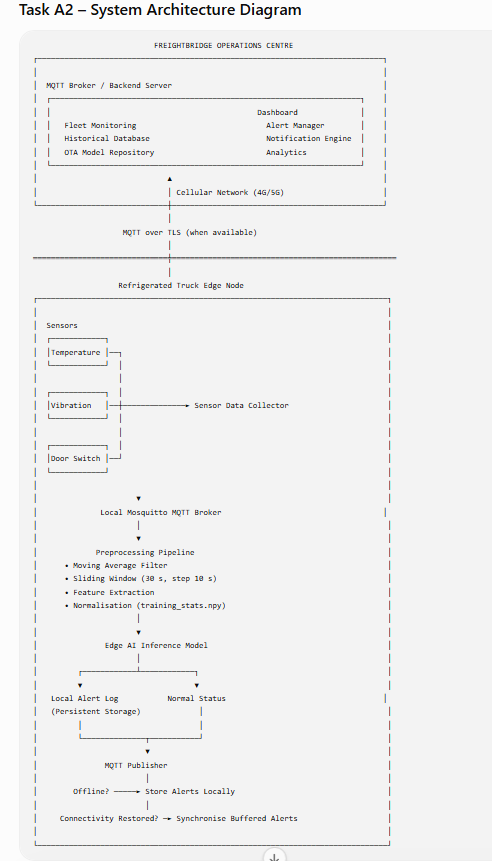 Task A2 – System Architecture Diagram
FREIGHTBRIDGE OPERATIONS CENTRE
MQTT Broker / Backend Server
Dashboard
Fleet Monitoring Alert Manager
Historical Database Notification Engine
OTA Model Repository Analytics
Cellular Network (4G/5G)
MQTT over TLS (when available)
Refrigerated Truck Edge Node
Sensors
Temperature
Vibration Sensor Data Collector
Door Switch
Local Mosquitto MQTT Broker
Preprocessing Pipeline
• Moving Average Filter
• Sliding Window (30 s, step 10 s)
• Feature Extraction
• Normalisation (training_stats.npy)
Edge AI Inference Model
Local Alert Log Normal Status
(Persistent Storage)
MQTT Publisher
Offline? Store Alerts Locally
Connectivity Restored? Synchronise Buffered Alerts